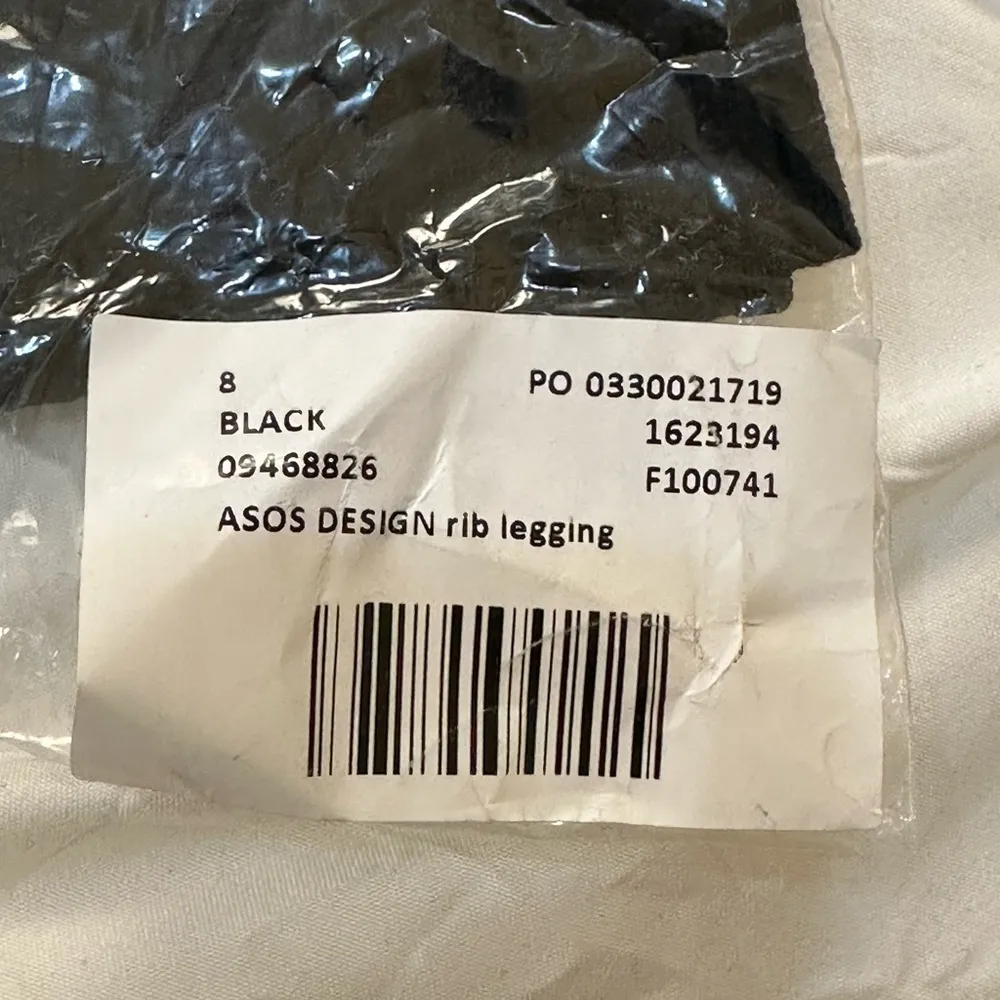 8 PO 0330021719
BLACK 1623194
09468826 F100741
ASOS DESIGN rib legging